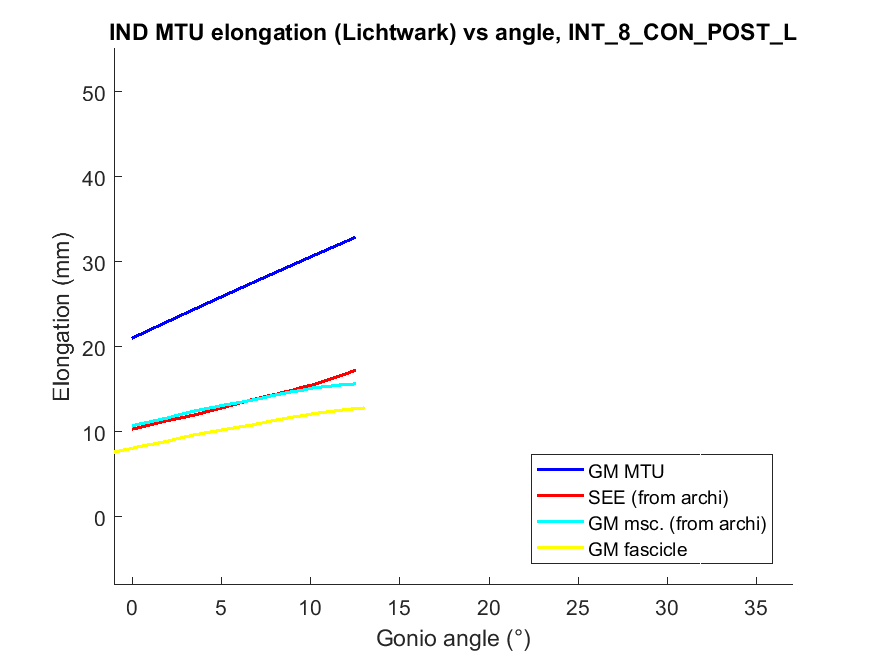 IND MTU elongation (Lichtwark) vs angle, INT_8_CON_POST_L
Elongation (mm)
50
40
30
20
10
0
0 5 10 15 20 25 30 35
Gonio angle (°)
GM MTU
SEE (from archi)
GM msc. (from archi)
GM fascicle